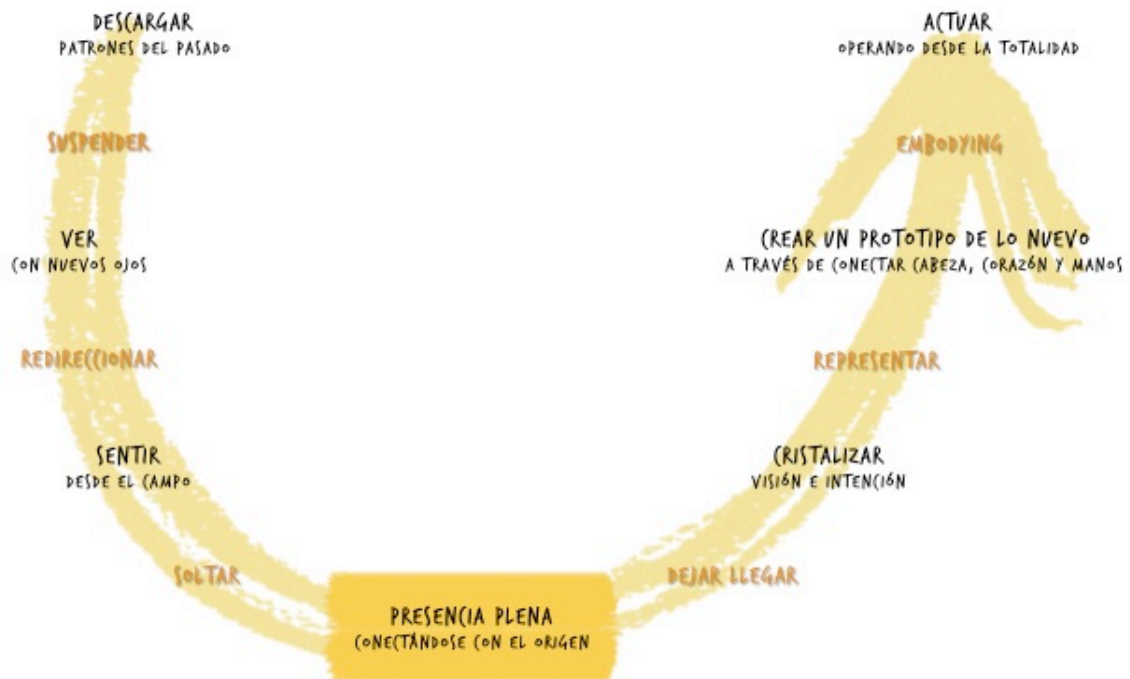 DESCARGAR
PATRONES DEL PASADO
SUSPENDER
VER
CON NUEVOS OJOS
REDIRECCIONAR
SENTIR
DESDE EL CAMPO
SOLTAR
PRESENCIA PLENA
CONECTÁNDOSE CON EL ORIGEN
DEJAR LLEGAR
CRISTALIZAR
VISIÓN E INTENCIÓN
REPRESENTAR
CREAR UN PROTOTIPO DE LO NUEVO
A TRAVÉS DE CONECTAR CABEZA, CORAZÓN Y MANOS
EMBODYING
ACTUAR
OPERANDO DESDE LA TOTALIDAD